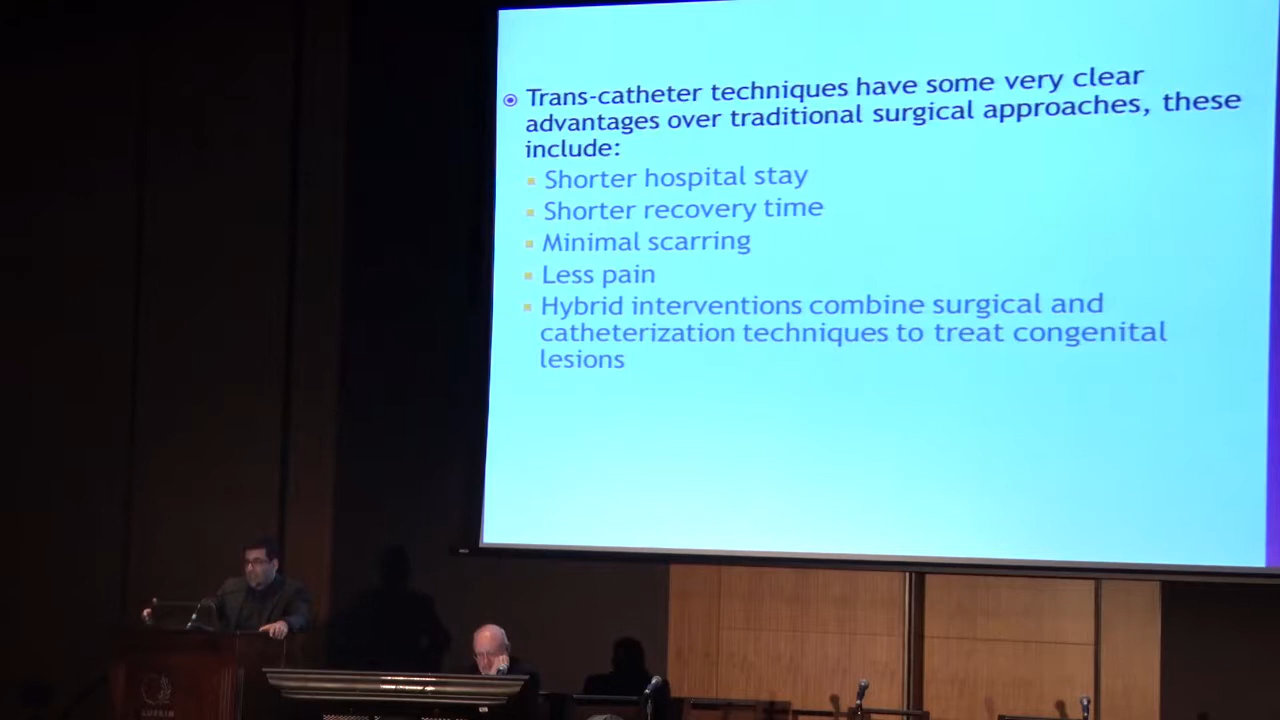 Trans-catheter techniques have some very clear
advantages over traditional surgical approaches, these
include:
Shorter hospital stay
Shorter recovery time
Minimal scarring
Less pain
Hybrid interventions combine surgical and
catheterization techniques to treat congenital
lesions